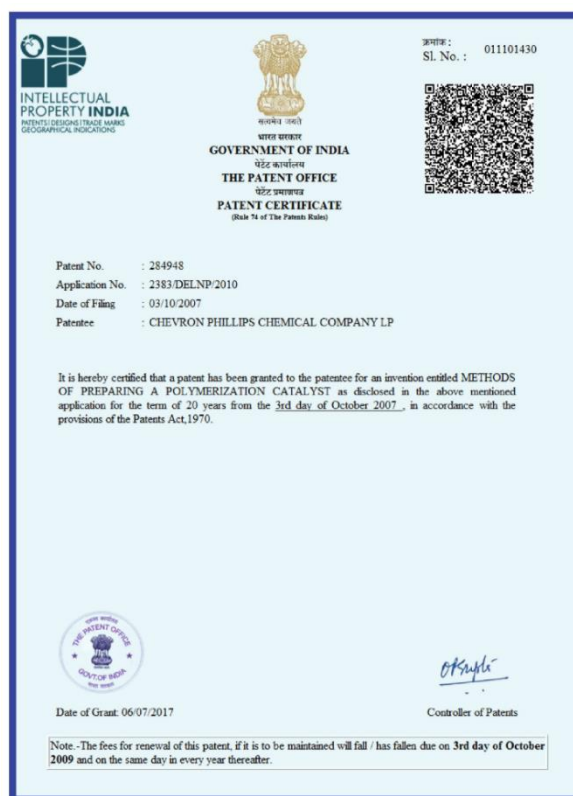 क्रमांक :
Sl. No. : 011101430
INTELLECTUAL
PROPERTY INDIA
PATENTS | DESIGNS | TRADE MARKS
GEOGRAPHICAL INDICATIONS
सत्यमेव जयते
भारत सरकार
GOVERNMENT OF INDIA
पेटेंट कार्यालय
THE PATENT OFFICE
पेटेंट प्रमाणपत्र
PATENT CERTIFICATE
(Rule 74 of The Patents Rules)
Patent No. : 284948
Application No. : 2383/DELNP/2010
Date of Filing : 03/10/2007
Patentee : CHEVRON PHILLIPS CHEMICAL COMPANY LP
It is hereby certified that a patent has been granted to the patentee for an invention entitled METHODS
OF PREPARING A POLYMERIZATION CATALYST as disclosed in the above mentioned
application for the term of 20 years from the 3rd day of October 2007 , in accordance with the
provisions of the Patents Act,1970.
THE PATENT OFFICE
GOVT.OF INDIA
Date of Grant: 06/07/2017
Controller of Patents
Note.-The fees for renewal of this patent, if it is to be maintained will fall / has fallen due on 3rd day of October
2009 and on the same day in every year thereafter.